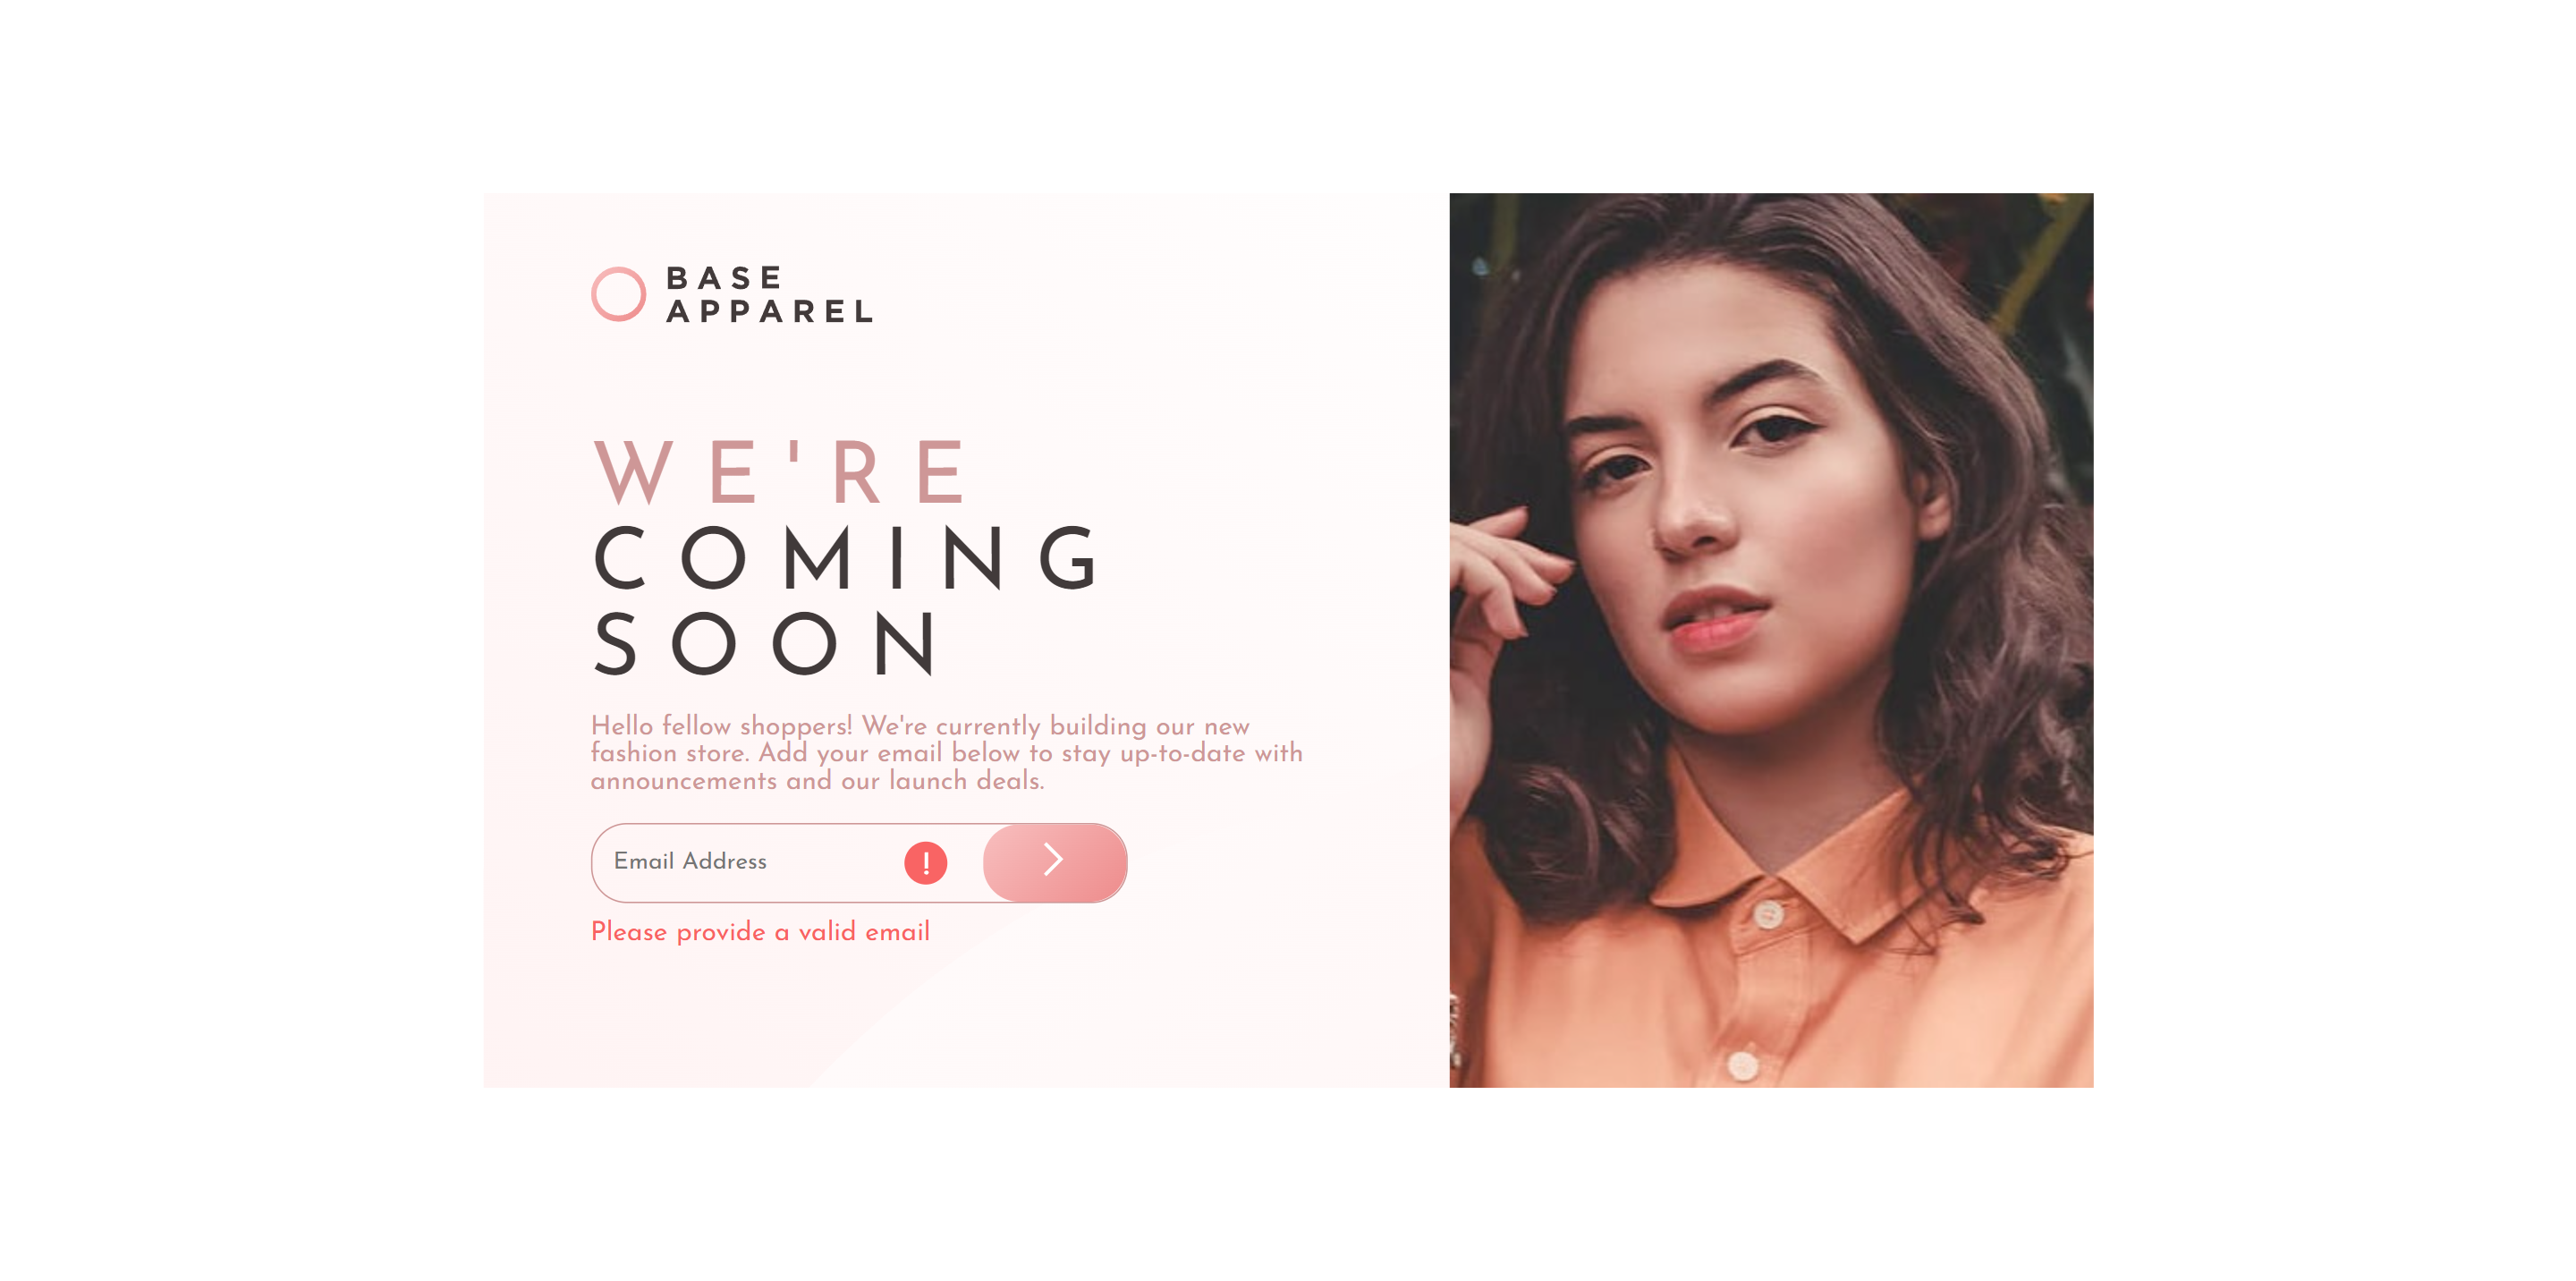 BASE
APPAREL
WE'RE
COMING
SOON
Hello fellow shoppers! We're currently building our new
fashion store. Add your email below to stay up-to-date with
announcements and our launch deals.
Email Address !
Please provide a valid email